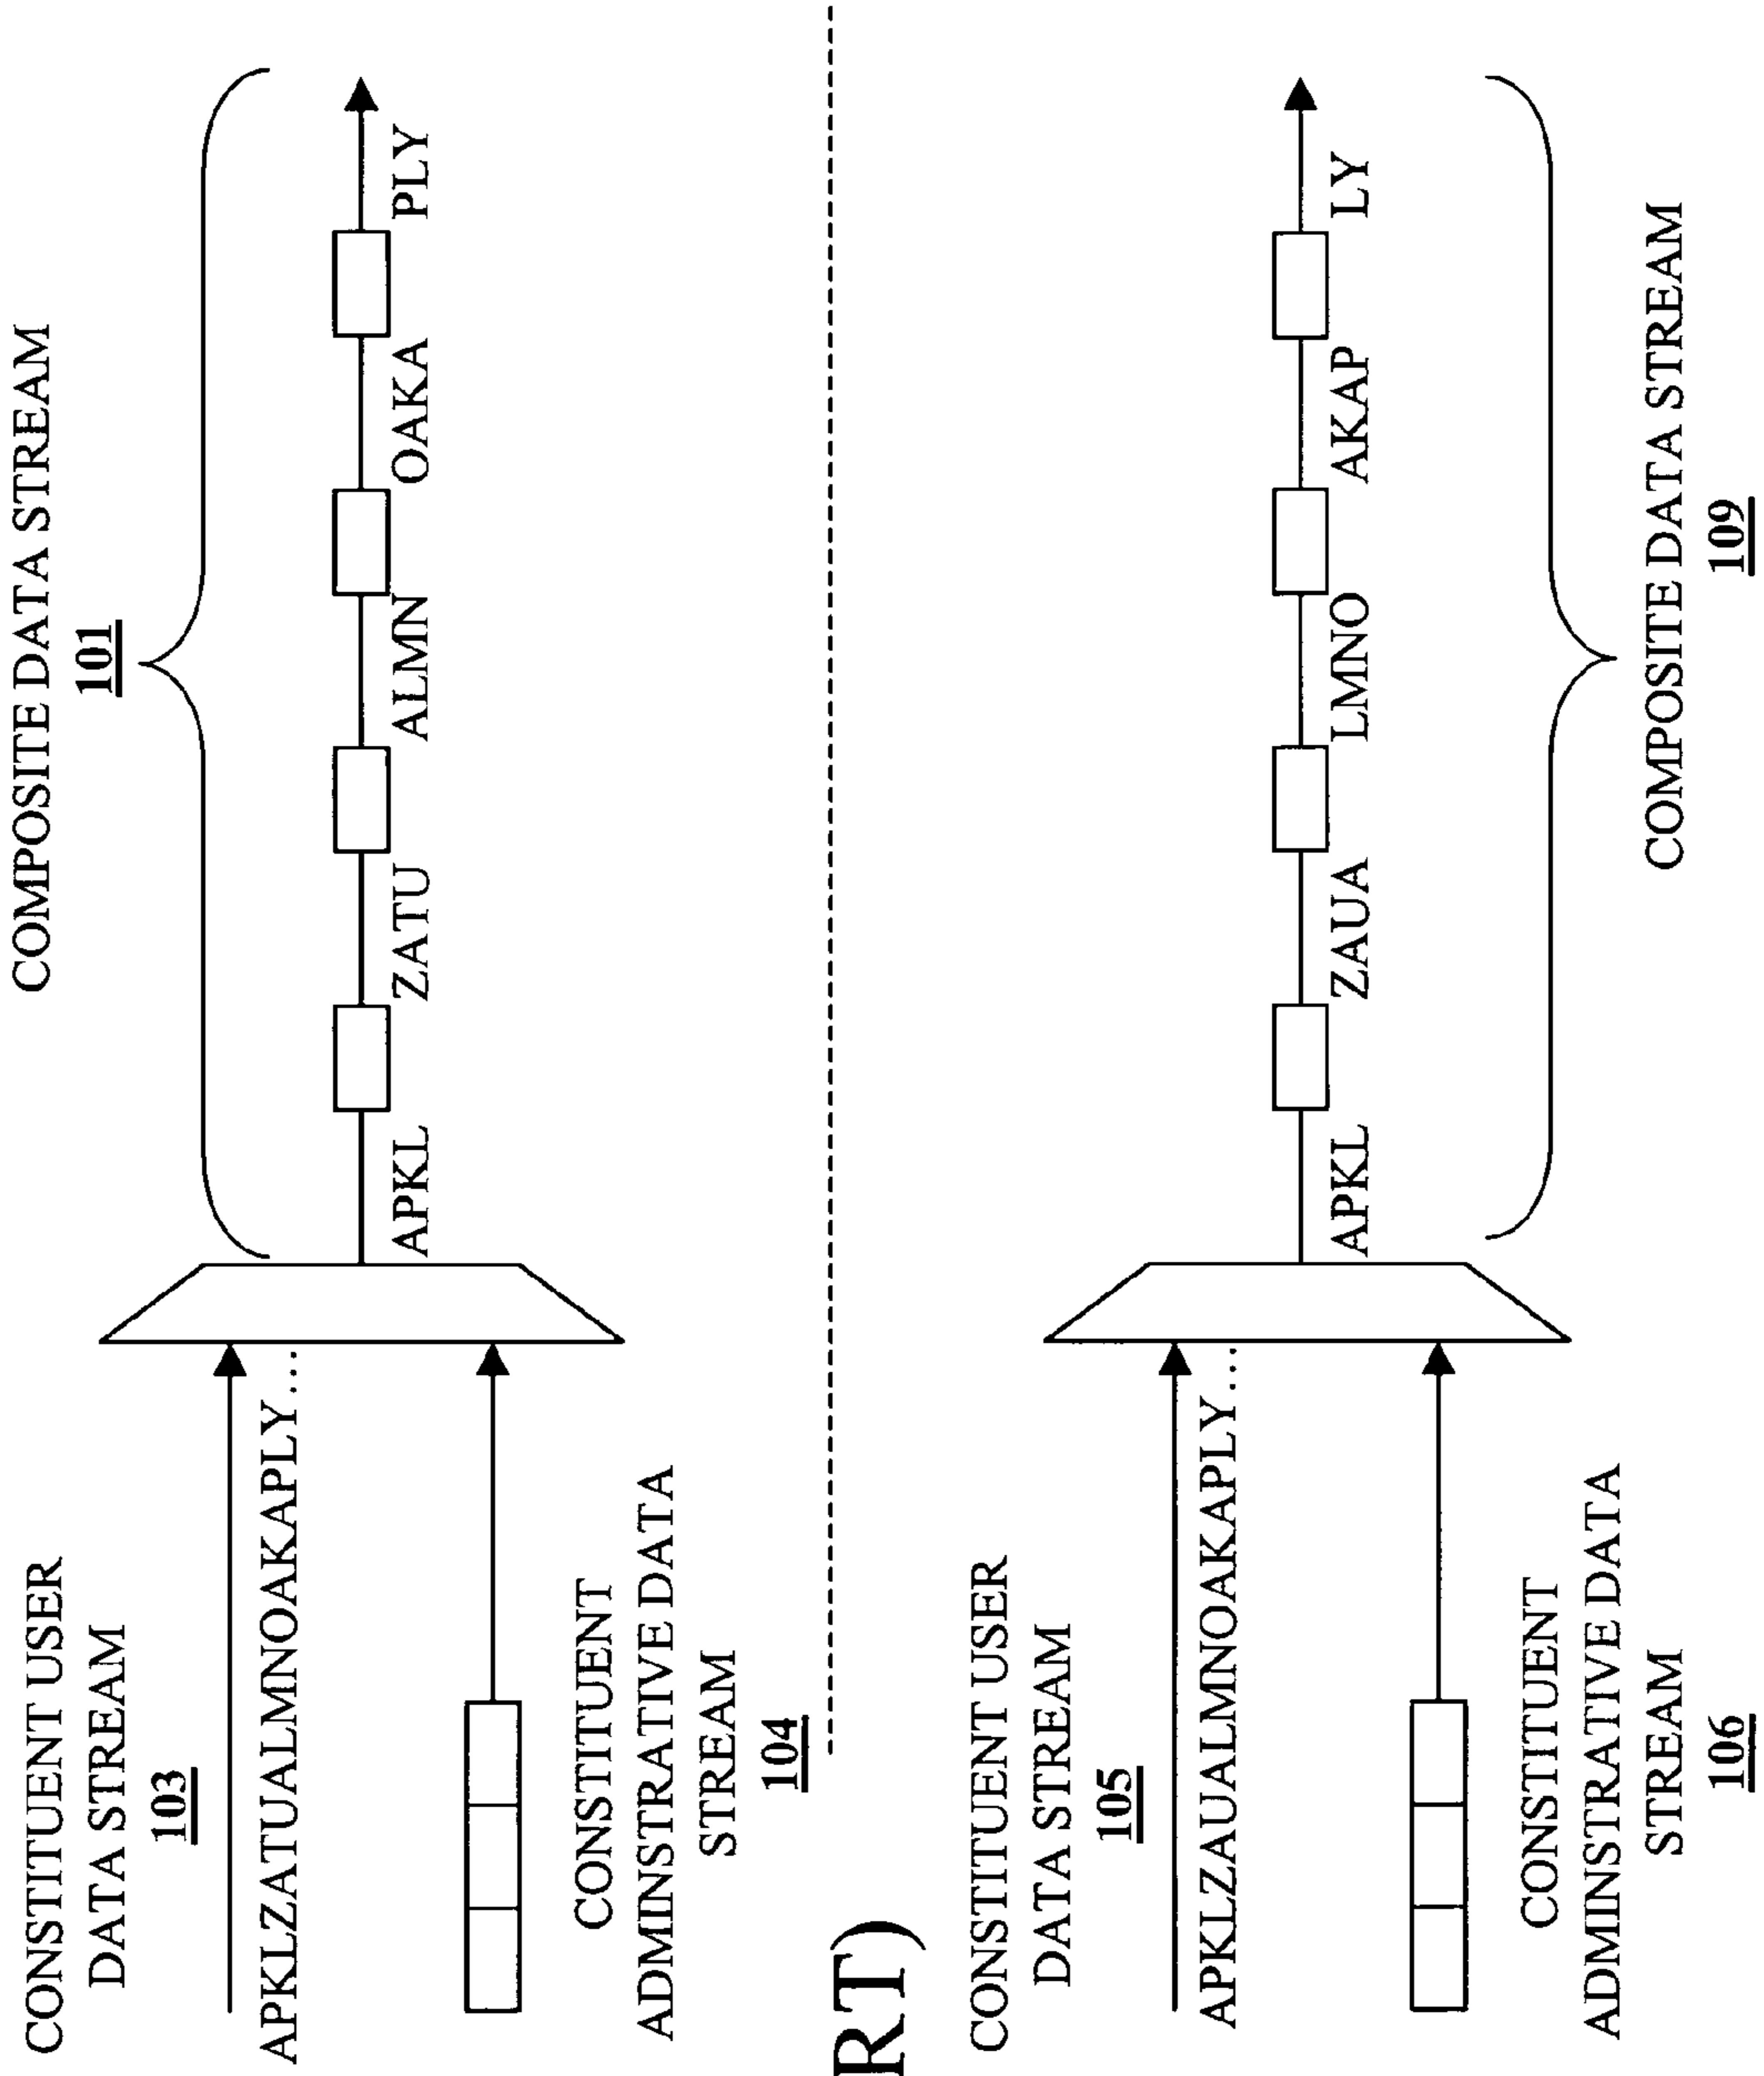 COMPOSITE DATA STREAM
101
CONSTITUENT USER
DATA STREAM
103
APKLZATUALMNOAKAPLY...
APKL
ZATU
ALMN
OAKA
PLY
CONSTITUENT
ADMINSTRATIVE DATA
STREAM
104
RT)
CONSTITUENT USER
DATA STREAM
105
APKLZAUALMNOAKAPLY...
APKL
ZAUA
LMNO
AKAP
LY
CONSTITUENT
ADMINSTRATIVE DATA
STREAM
106
COMPOSITE DATA STREAM
109